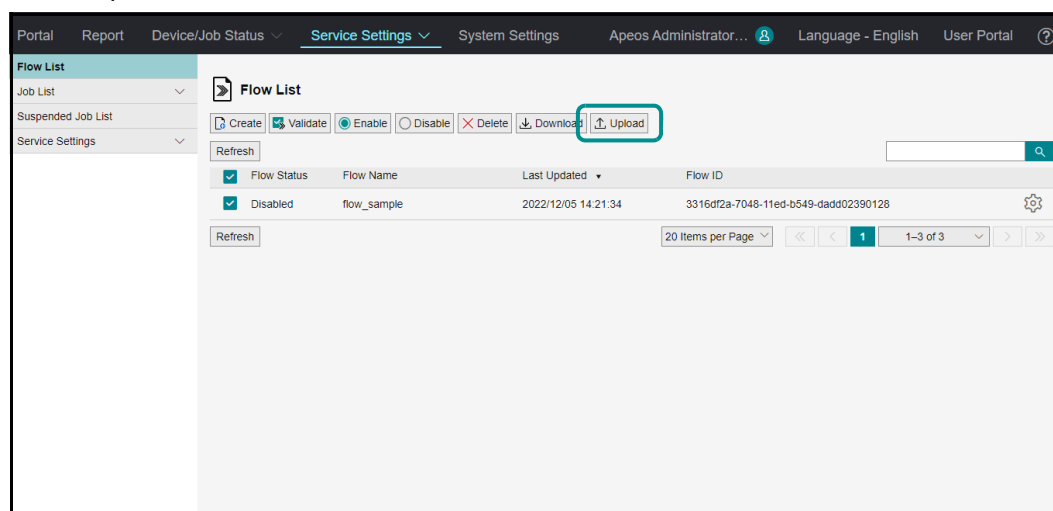 Portal Report Device/Job Status Service Settings System Settings Apeos Administrator... Language - English User Portal ?
Flow List
Job List
Suspended Job List
Service Settings
Flow List
Create Validate Enable Disable Delete Download Upload
Refresh
Flow Status Flow Name Last Updated Flow ID
Disabled flow_sample 2022/12/05 14:21:34 3316df2a-7048-11ed-b549-dadd02390128
Refresh 20 Items per Page 1 1–3 of 3